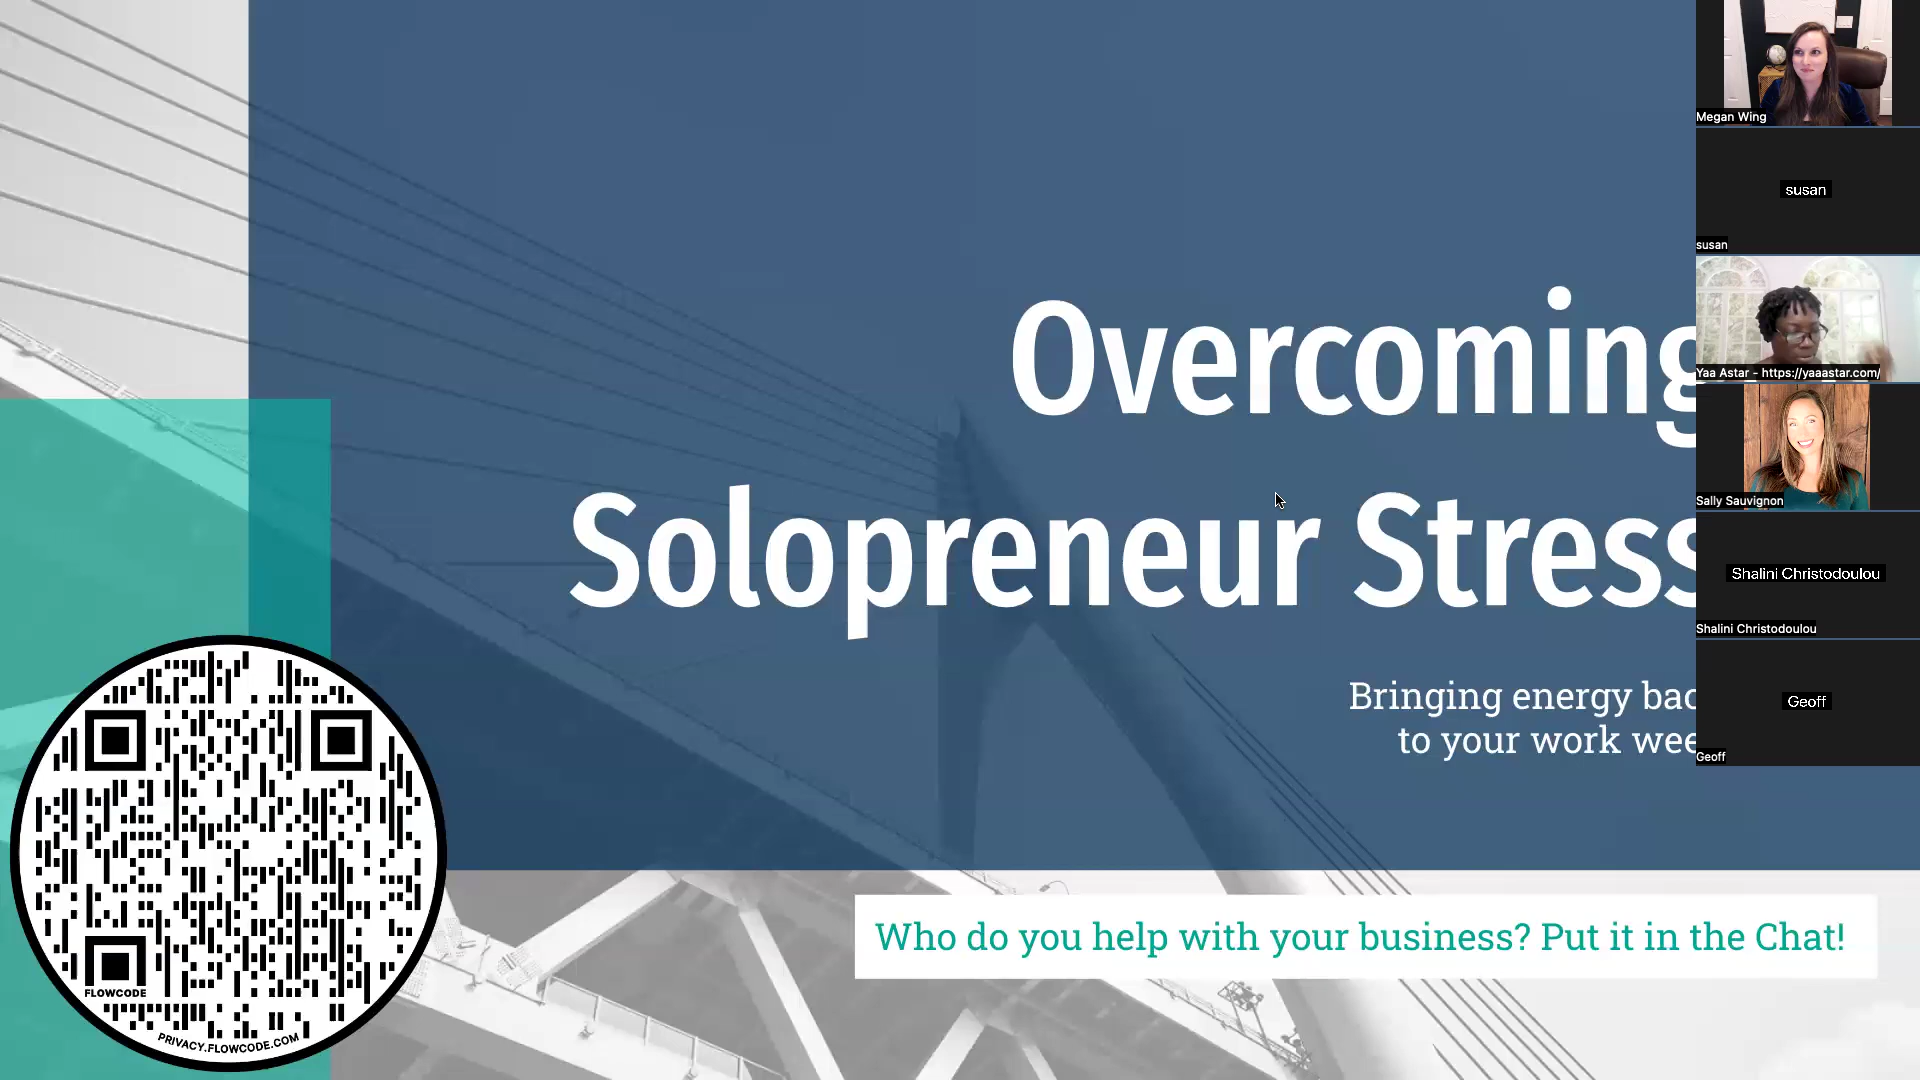 Overcoming
Solopreneur Stress
Bringing energy bac
to your work wee
Who do you help with your business? Put it in the Chat!
FLOWCODE
PRIVACY.FLOWCODE.COM
Megan Wing
susan
susan
Yaa Astar - https://yaaastar.com/
Sally Sauvignon
Shalini Christodoulou
Shalini Christodoulou
Geoff
Geoff